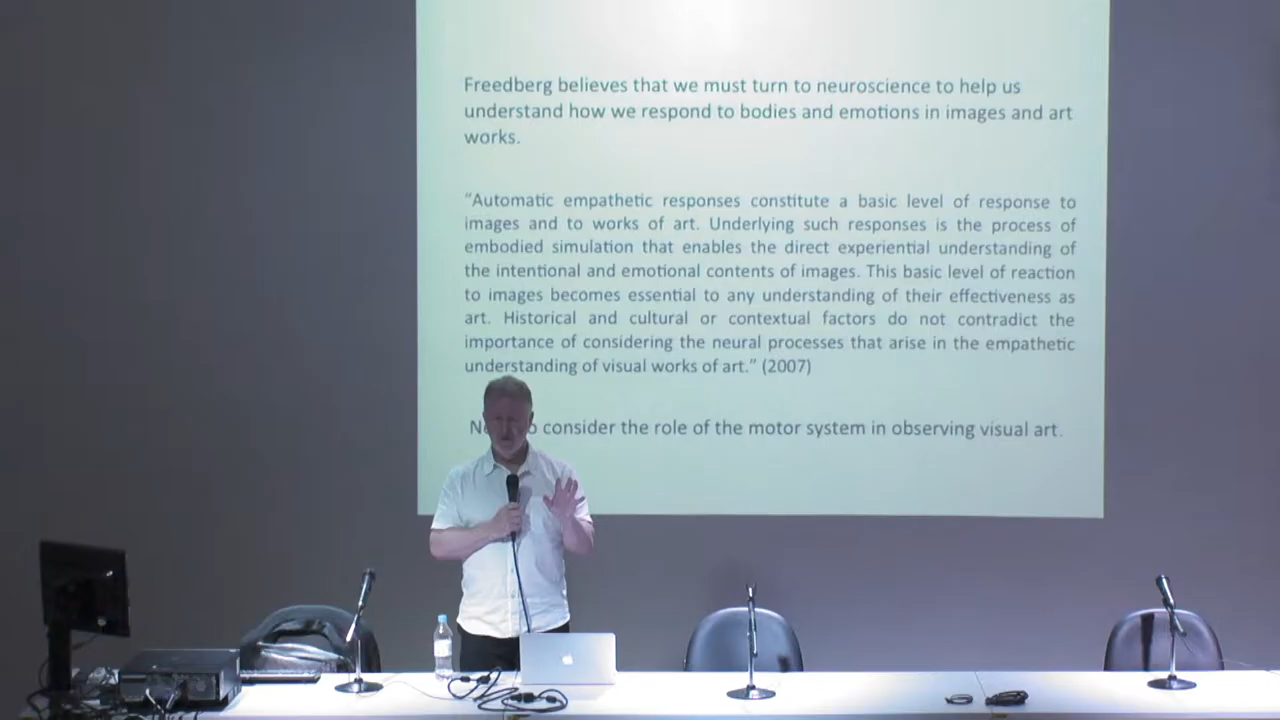 Freedberg believes that we must turn to neuroscience to help us
understand how we respond to bodies and emotions in images and art
works.
“Automatic empathetic responses constitute a basic level of response to
images and to works of art. Underlying such responses is the process of
embodied simulation that enables the direct experiential understanding of
the intentional and emotional contents of images. This basic level of reaction
to images becomes essential to any understanding of their effectiveness as
art. Historical and cultural or contextual factors do not contradict the
importance of considering the neural processes that arise in the empathetic
understanding of visual works of art.” (2007)
consider the role of the motor system in observing visual art.